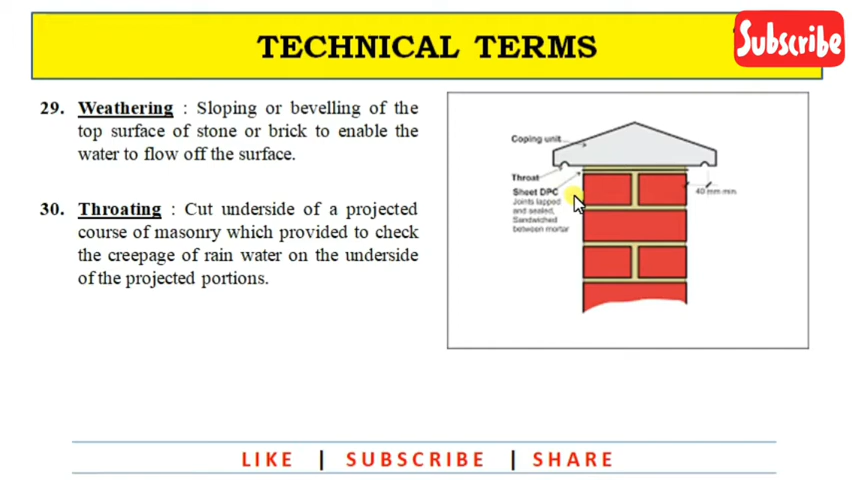 TECHNICAL TERMS
Subscribe
29. Weathering : Sloping or bevelling of the
top surface of stone or brick to enable the
water to flow off the surface.
30. Throating : Cut underside of a projected
course of masonry which provided to check
the creepage of rain water on the underside
of the projected portions.
Coping unit
Throat
Sheet DPC
Joints lapped
and sealed,
Sandwiched
between mortar
40 mm min.
LIKE | SUBSCRIBE | SHARE